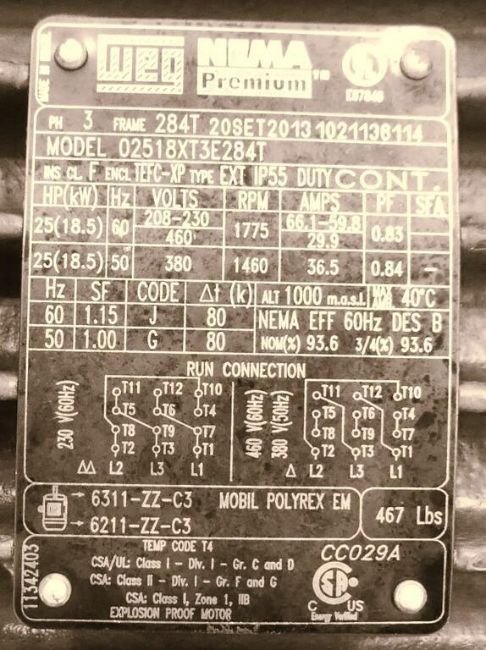 WEG NEMA Premium™
E87649
PH 3 FRAME 284T 20SET2013 1021136114
MODEL 02518XT3E284T
INS CL. F ENCL TEFC-XP TYPE EXT IP55 DUTY CONT.
HP(kW) Hz VOLTS RPM AMPS PF SFA
25(18.5) 60 208-230 460 1775 66.1-59.8 29.9 0.83 —
25(18.5) 50 380 1460 36.5 0.84 —
Hz SF CODE Δt (k) ALT 1000 m.a.s.l. MAX AMB 40°C
60 1.15 J 80 NEMA EFF 60Hz DES B
50 1.00 G 80 NOM(%) 93.6 3/4(%) 93.6
RUN CONNECTION
230 V(60Hz) T11 T12 T10 460 V(60Hz) 380 V(50Hz) T11 T12 T10
T5 T6 T4 T5 T6 T4
T8 T9 T7 T8 T9 T7
T2 T3 T1 T2 T3 T1
ΔΔ L2 L3 L1 Δ L2 L3 L1
6311-ZZ-C3 MOBIL POLYREX EM 467 Lbs
6211-ZZ-C3
TEMP CODE T4 CC029A
CSA/UL: Class I - Div. I - Gr. C and D
CSA: Class II - Div. I - Gr. F and G
CSA: Class I, Zone 1, IIB
EXPLOSION PROOF MOTOR
C US
Energy Verified
11342403